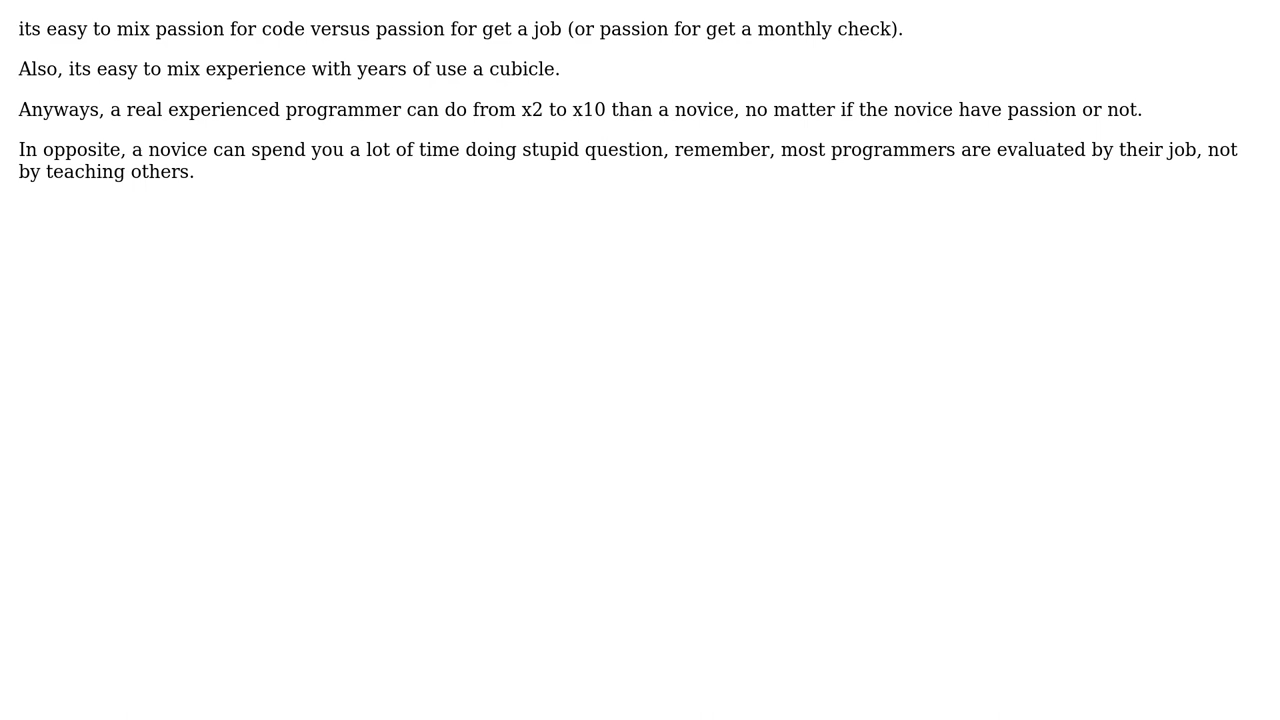 its easy to mix passion for code versus passion for get a job (or passion for get a monthly check).
Also, its easy to mix experience with years of use a cubicle.
Anyways, a real experienced programmer can do from x2 to x10 than a novice, no matter if the novice have passion or not.
In opposite, a novice can spend you a lot of time doing stupid question, remember, most programmers are evaluated by their job, not
by teaching others.